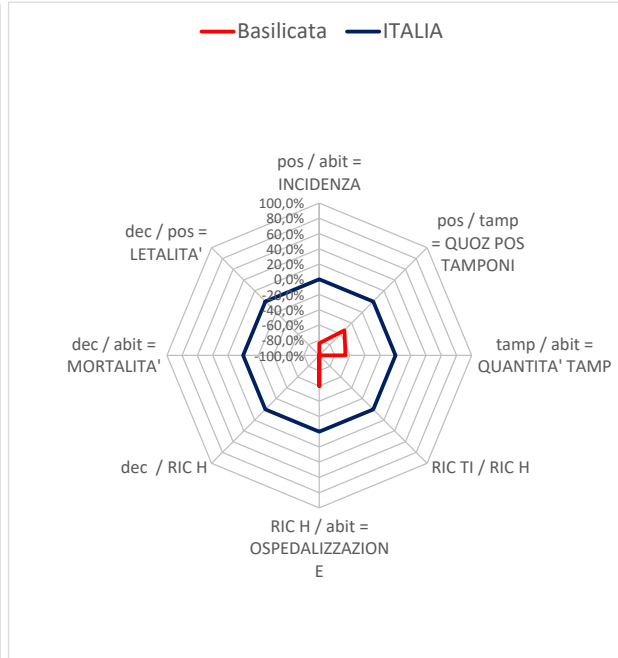 Basilicata
ITALIA
pos / abit =
INCIDENZA
pos / tamp
= QUOZ POS
TAMPONI
tamp / abit =
QUANTITA' TAMP
RIC TI / RIC H
RIC H / abit =
OSPEDALIZZAZION
E
dec / RIC H
dec / abit =
MORTALITA'
dec / pos =
LETALITA'
100,0%
80,0%
60,0%
40,0%
20,0%
0,0%
-20,0%
-40,0%
-60,0%
-80,0%
-100,0%